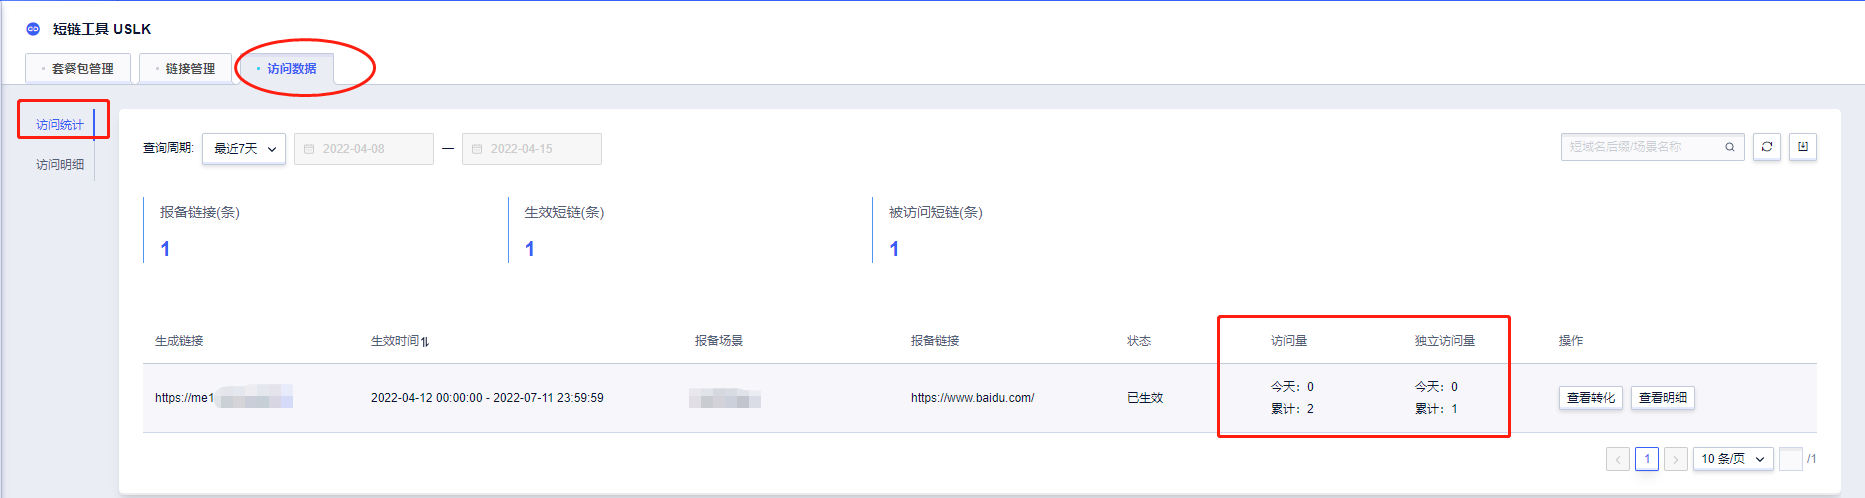 短链工具 USLK
套餐包管理 链接管理 访问数据
访问统计
访问明细
查询周期: 最近7天 2022-04-08 — 2022-04-15 短域名后缀/场景名称
报备链接(条) 生效短链(条) 被访问短链(条)
1 1 1
生成链接 生效时间 报备场景 报备链接 状态 访问量 独立访问量 操作
https://me1 2022-04-12 00:00:00 - 2022-07-11 23:59:59 https://www.baidu.com/ 已生效 今天: 0 今天: 0 查看转化 查看明细
累计: 2 累计: 1
1 10 条/页 /1